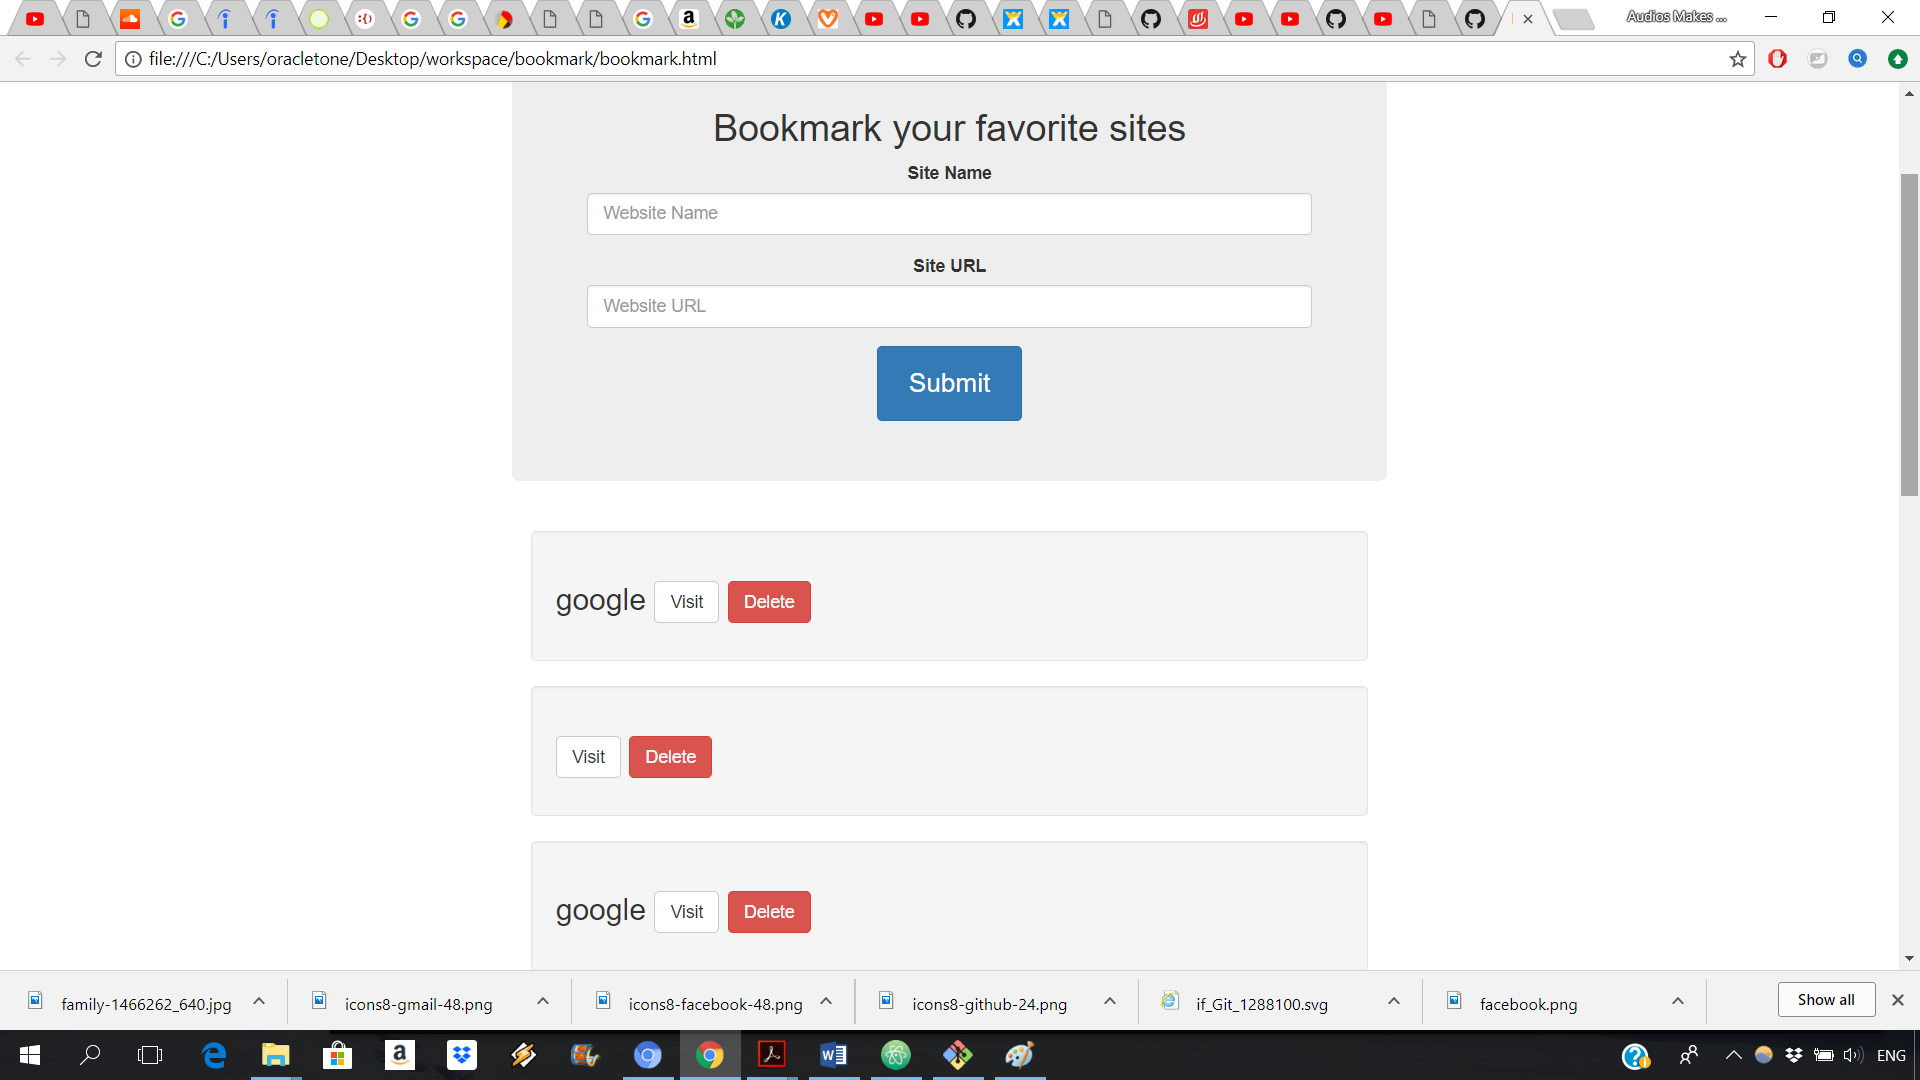 Audios Makes ...
file:///C:/Users/oracletone/Desktop/workspace/bookmark/bookmark.html
Bookmark your favorite sites
Site Name
Website Name
Site URL
Website URL
Submit
google Visit Delete
Visit Delete
google Visit Delete
family-1466262_640.jpg icons8-gmail-48.png icons8-facebook-48.png icons8-github-24.png if_Git_1288100.svg facebook.png Show all
ENG